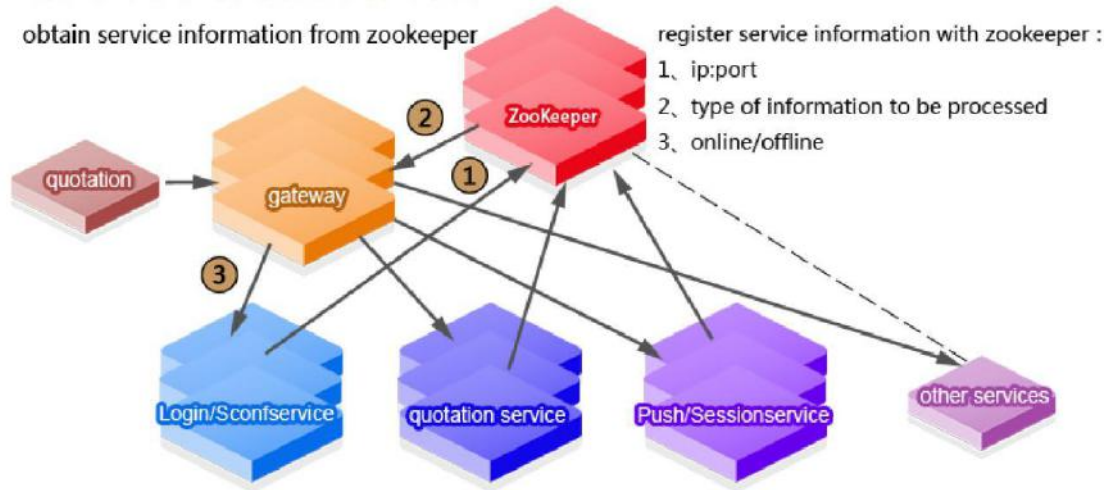 obtain service information from zookeeper
register service information with zookeeper :
1、ip:port
2、type of information to be processed
3、online/offline
ZooKeeper
2
1
quotation
gateway
3
Login/Sconfservice
quotation service
Push/Sessionservice
other services